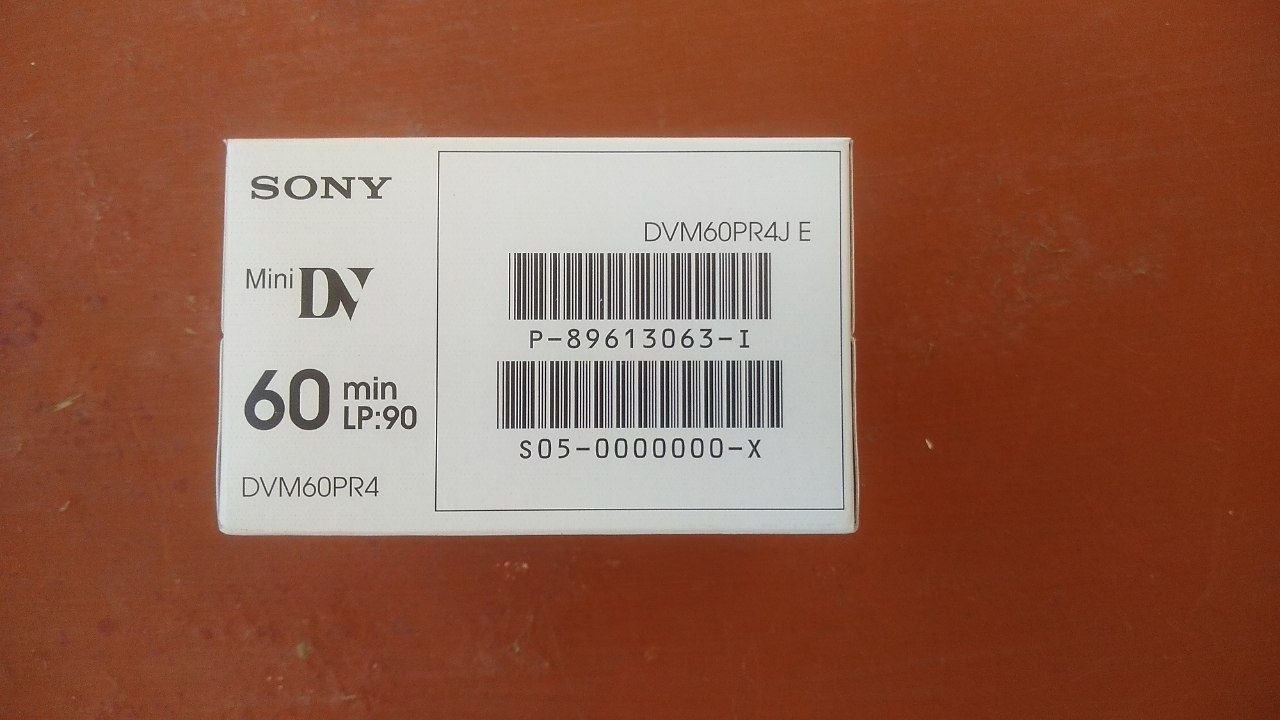 SONY
Mini DV
60 min
LP:90
DVM60PR4
DVM60PR4J E
P-89613063-I
S05-0000000-X